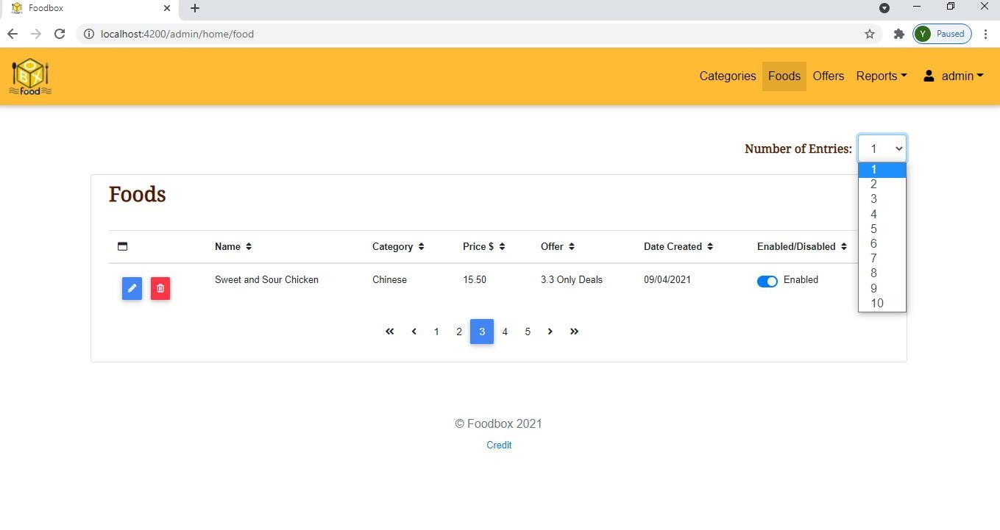 Foodbox
localhost:4200/admin/home/food
Y Paused
O
B X
food
Categories Foods Offers Reports admin
Number of Entries: 1
1
2
3
4
5
6
7
8
9
10
Foods
Name Category Price $ Offer Date Created Enabled/Disabled
Sweet and Sour Chicken Chinese 15.50 3.3 Only Deals 09/04/2021 Enabled
« ‹ 1 2 3 4 5 › »
© Foodbox 2021
Credit